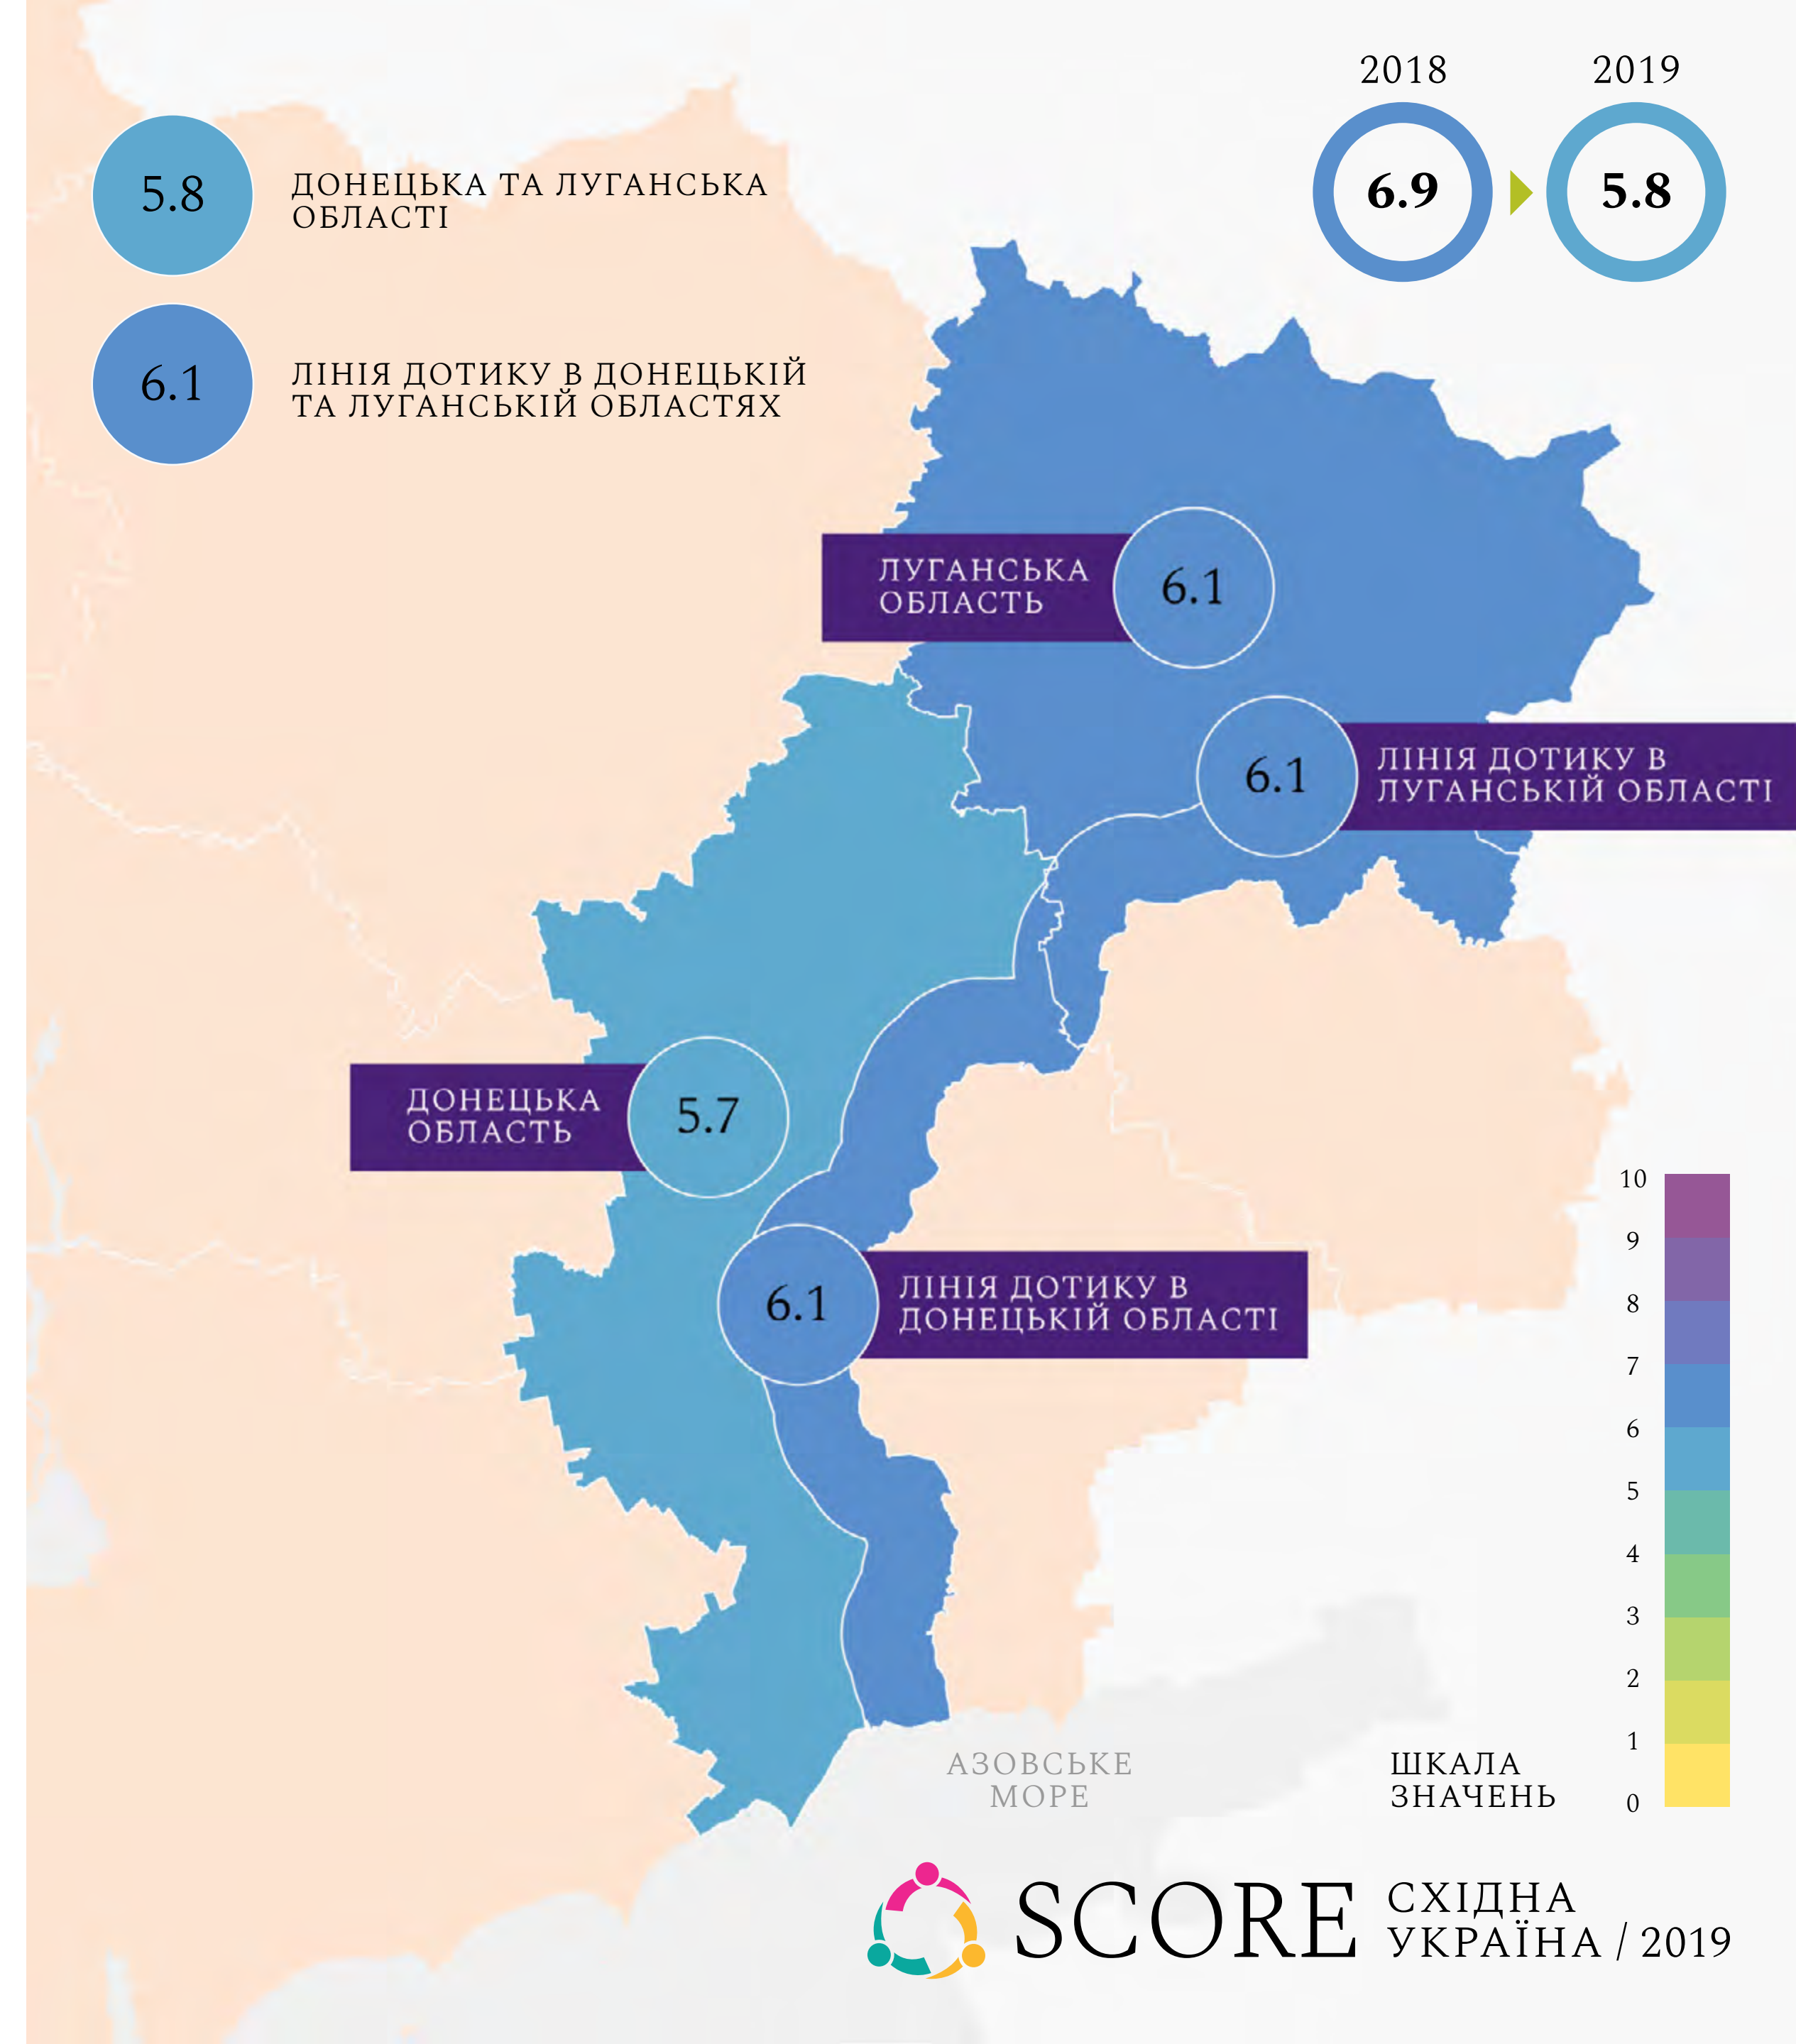 2018
2019
6.9
5.8
5.8
ДОНЕЦЬКА ТА ЛУГАНСЬКА
ОБЛАСТІ
6.1
ЛІНІЯ ДОТИКУ В ДОНЕЦЬКІЙ
ТА ЛУГАНСЬКІЙ ОБЛАСТЯХ
ЛУГАНСЬКА
ОБЛАСТЬ
6.1
6.1
ЛІНІЯ ДОТИКУ В
ЛУГАНСЬКІЙ ОБЛАСТІ
ДОНЕЦЬКА
ОБЛАСТЬ
5.7
6.1
ЛІНІЯ ДОТИКУ В
ДОНЕЦЬКІЙ ОБЛАСТІ
10
9
8
7
6
5
4
3
2
1
0
АЗОВСЬКЕ
МОРЕ
ШКАЛА
ЗНАЧЕНЬ
SCORE
СХІДНА
УКРАЇНА / 2019